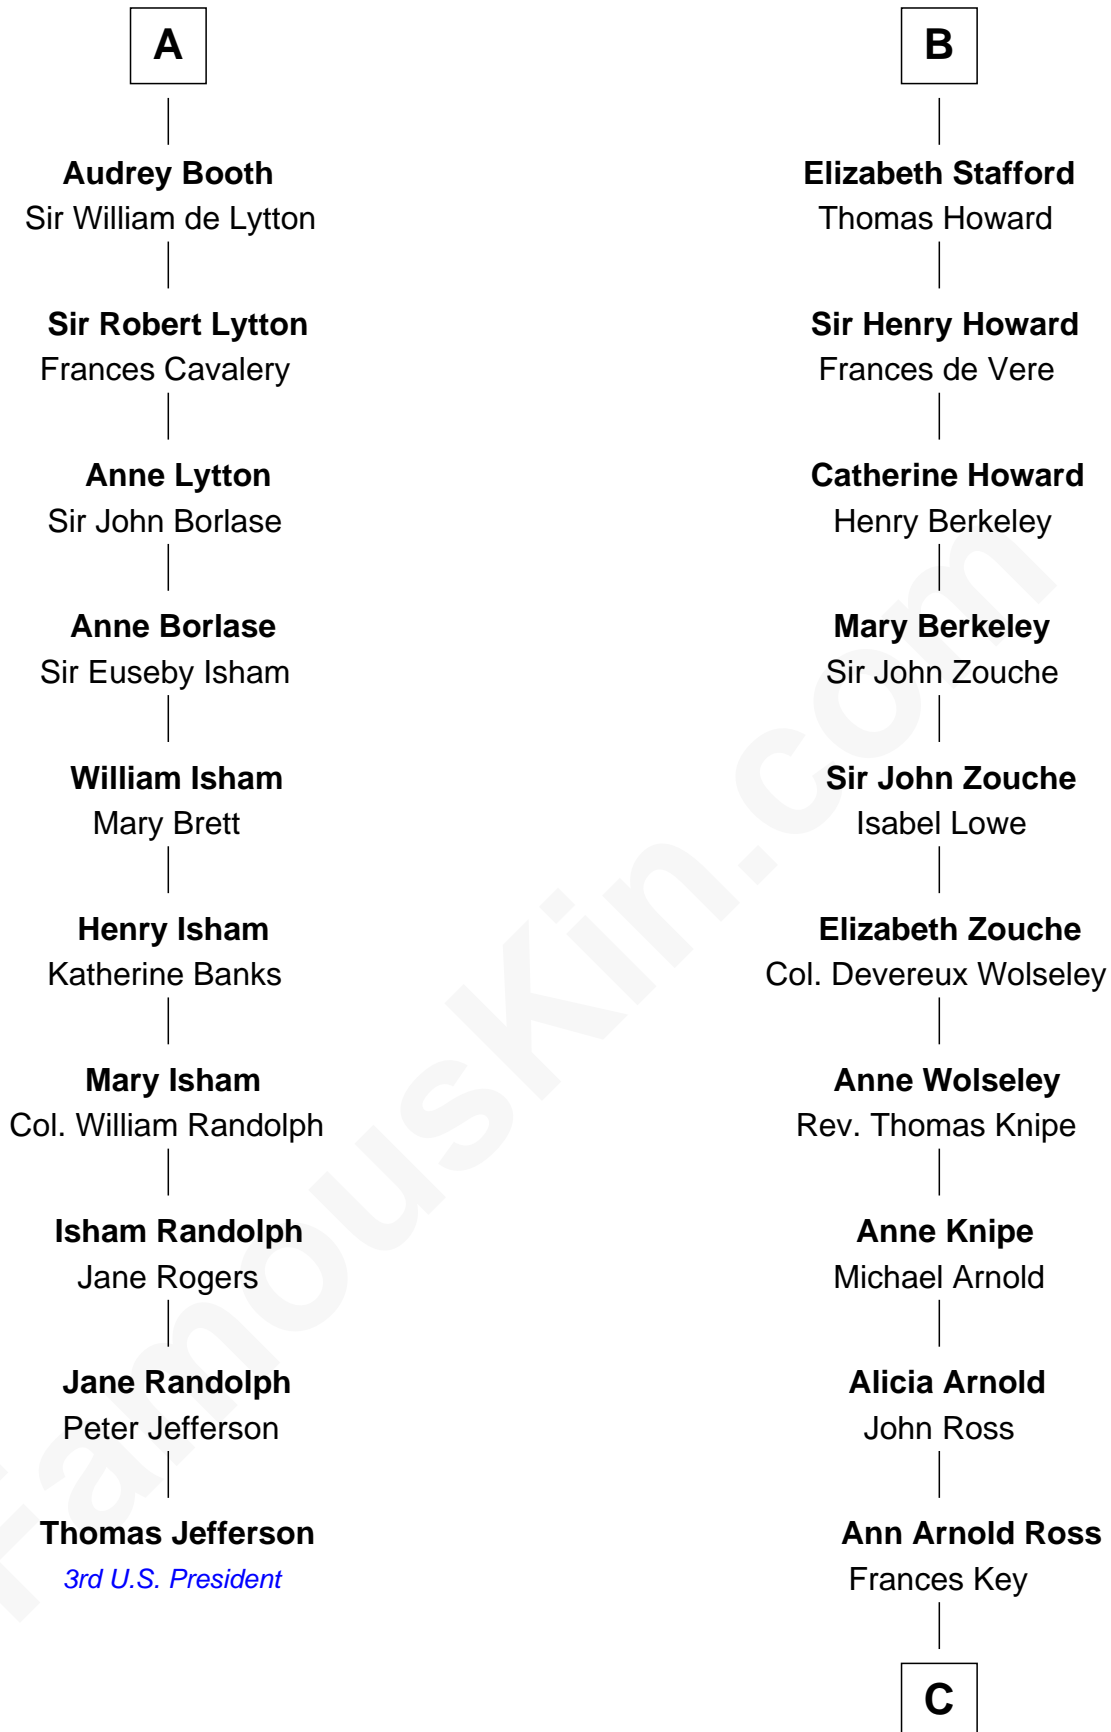 A
Audrey Booth
Sir William de Lytton
Sir Robert Lytton
Frances Cavalery
Anne Lytton
Sir John Borlase
Anne Borlase
Sir Euseby Isham
William Isham
Mary Brett
Henry Isham
Katherine Banks
Mary Isham
Col. William Randolph
Isham Randolph
Jane Rogers
Jane Randolph
Peter Jefferson
Thomas Jefferson
3rd U.S. President
B
Elizabeth Stafford
Thomas Howard
Sir Henry Howard
Frances de Vere
Catherine Howard
Henry Berkeley
Mary Berkeley
Sir John Zouche
Sir John Zouche
Isabel Lowe
Elizabeth Zouche
Col. Devereux Wolseley
Anne Wolseley
Rev. Thomas Knipe
Anne Knipe
Michael Arnold
Alicia Arnold
John Ross
Ann Arnold Ross
Frances Key
C
FamousKin.com